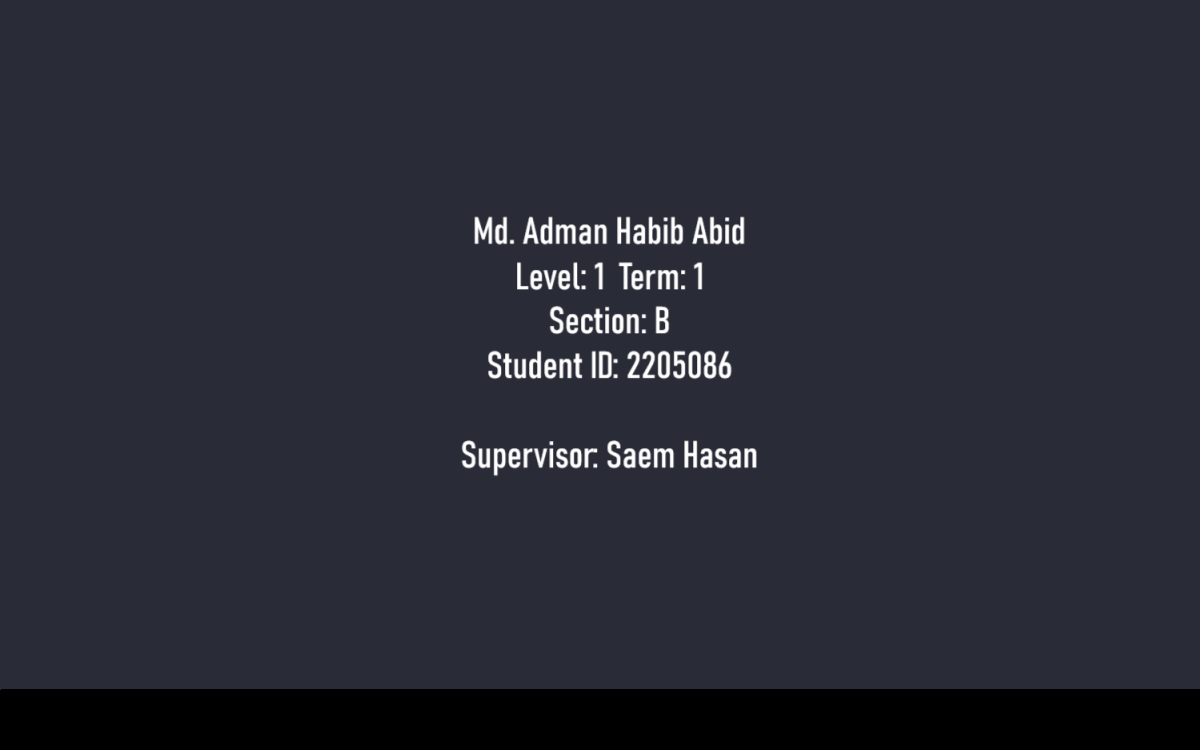 Md. Adman Habib Abid
Level: 1 Term: 1
Section: B
Student ID: 2205086
Supervisor: Saem Hasan